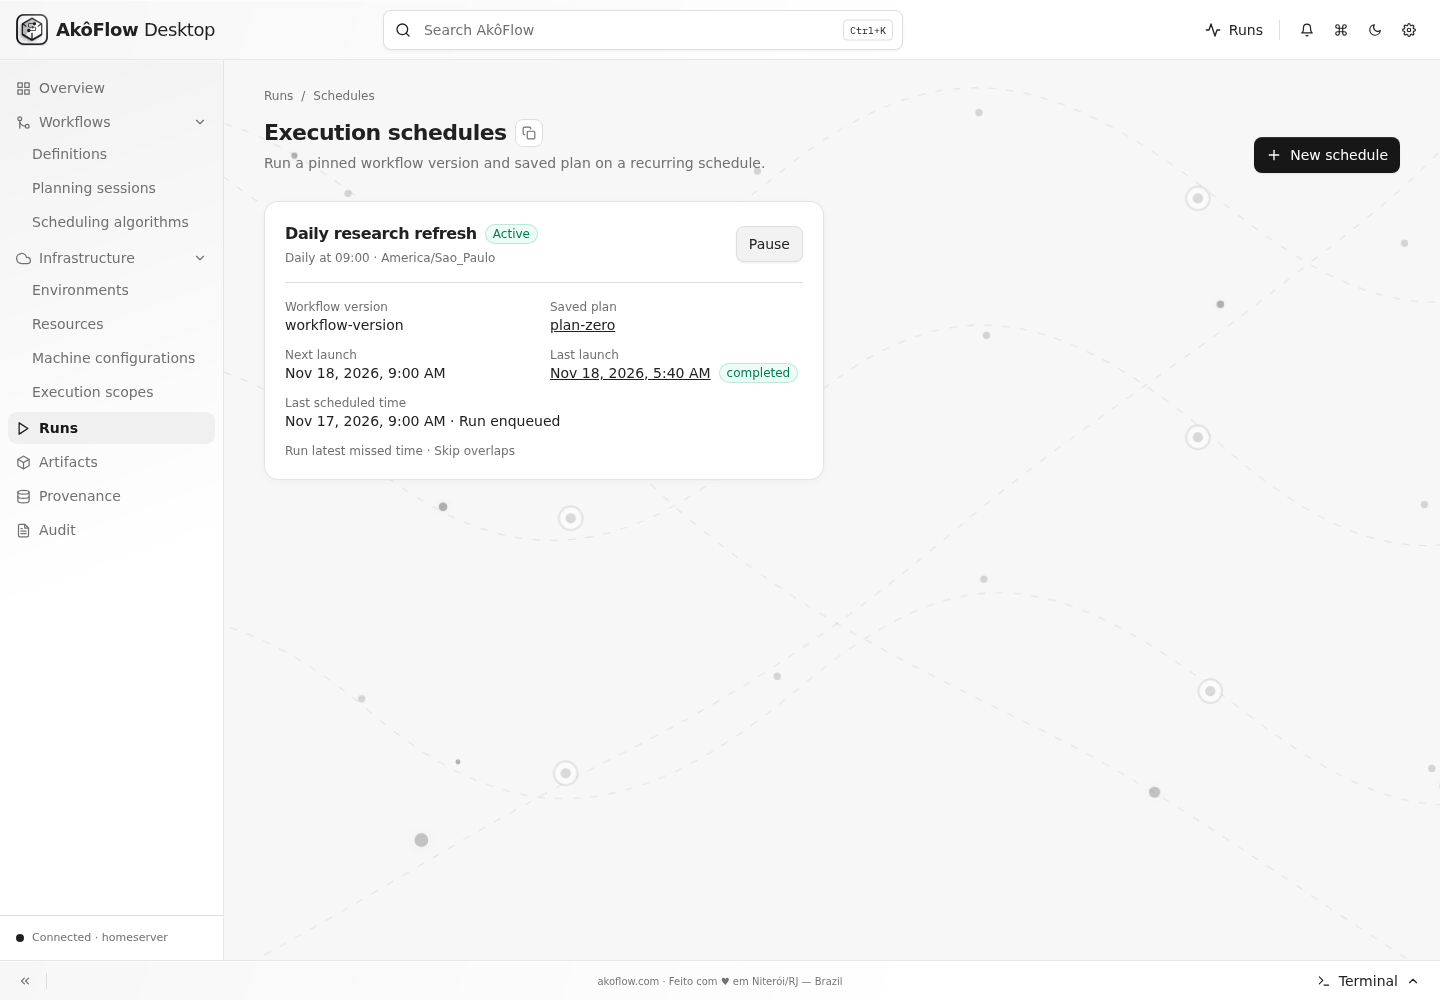 AkôFlow Desktop
Search AkôFlow
Ctrl+K
Runs
Overview
Workflows
Definitions
Planning sessions
Scheduling algorithms
Infrastructure
Environments
Resources
Machine configurations
Execution scopes
Runs
Artifacts
Provenance
Audit
Connected · homeserver
Runs / Schedules
Execution schedules
Run a pinned workflow version and saved plan on a recurring schedule.
New schedule
Daily research refresh Active
Daily at 09:00 · America/Sao_Paulo
Pause
Workflow version
workflow-version
Saved plan
plan-zero
Next launch
Nov 18, 2026, 9:00 AM
Last launch
Nov 18, 2026, 5:40 AM completed
Last scheduled time
Nov 17, 2026, 9:00 AM · Run enqueued
Run latest missed time · Skip overlaps
akoflow.com · Feito com ♥ em Niterói/RJ — Brazil
Terminal